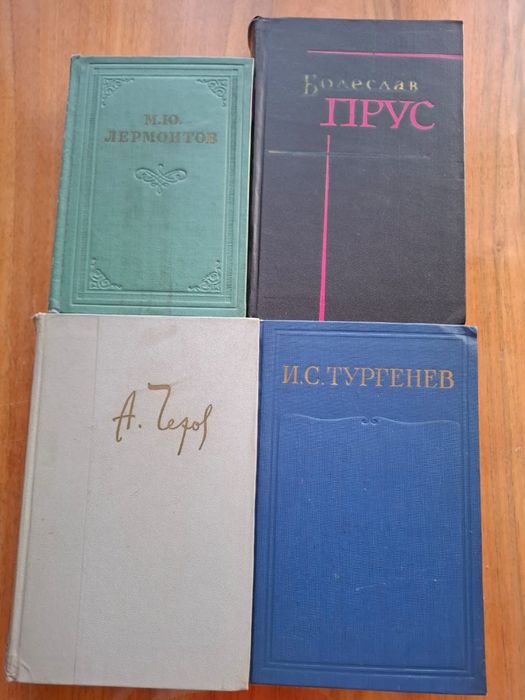 М.Ю.
ЛЕРМОНТОВ
Болеслав
ПРУС
А. Чехов
И.С. ТУРГЕНЕВ